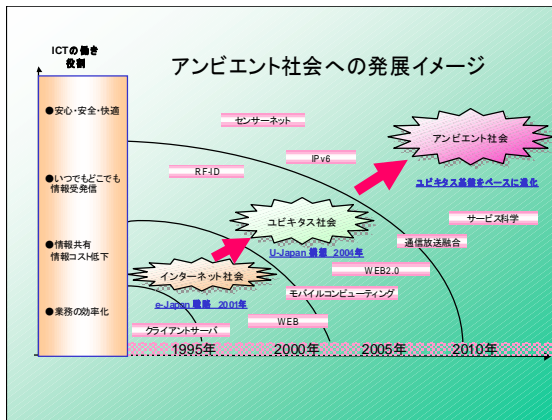 ICTの働き
役割
アンビエント社会への発展イメージ
●安心・安全・快適
センサーネット
アンビエント社会
IPv6
RF-ID
●いつでもどこでも
情報受発信
ユビキタス基盤をベースに進化
ユビキタス社会
サービス科学
通信放送融合
U-Japan 構想 2004年
●情報共有
情報コスト低下
インターネット社会
WEB2.0
e-Japan 戦略 2001年
モバイルコンピューティング
●業務の効率化
WEB
クライアントサーバ
1995年
2000年
2005年
2010年